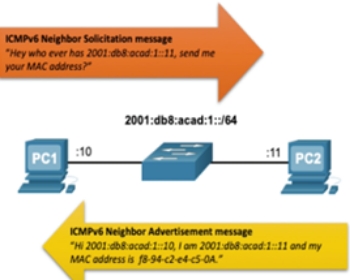 ICMPv6 Neighbor Solicitation message
"Hey who ever has 2001:db8:acad:1::11, send me
your MAC address?"
2001:db8:acad:1::/64
PC1
:10
:11
PC2
ICMPv6 Neighbor Advertisement message
"Hi 2001:db8:acad:1::10, I am 2001:db8:acad:1::11 and my
MAC address is f8-94-c2-e4-c5-0A."